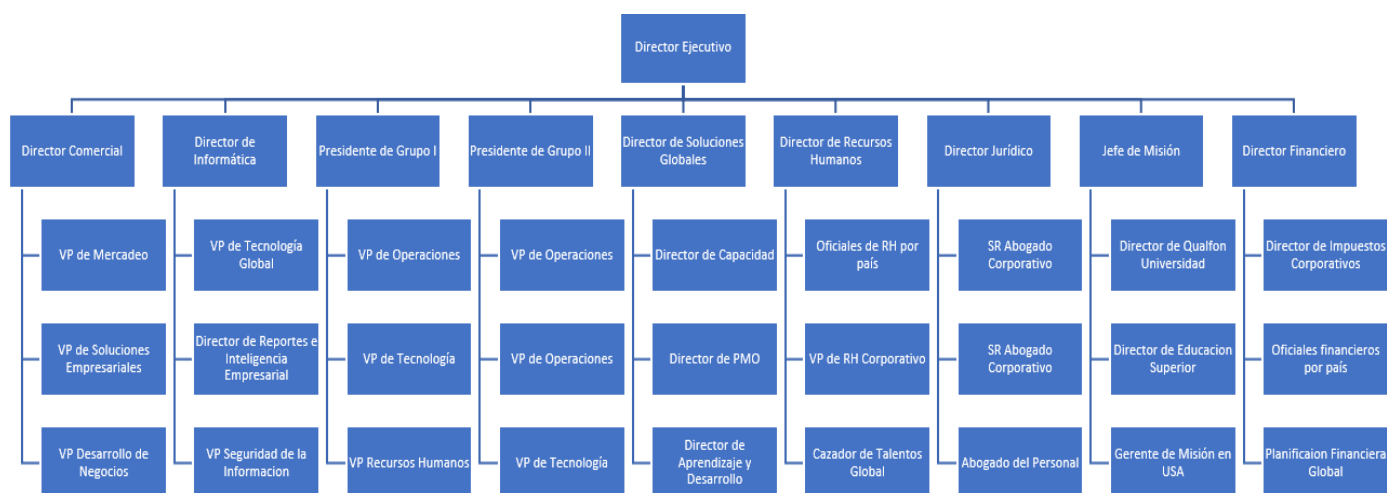 Director Ejecutivo
Director Comercial
Director de
Informática
Presidente de Grupo I
Presidente de Grupo II
Director de Soluciones
Globales
Director de Recursos
Humanos
Director Jurídico
Jefe de Misión
Director Financiero
VP de Mercadeo
VP de Tecnología
Global
VP de Operaciones
VP de Operaciones
Director de Capacidad
Oficiales de RH por
país
SR Abogado
Corporativo
Director de Qualfon
Universidad
Director de Impuestos
Corporativos
VP de Soluciones
Empresariales
Director de Reportes e
Inteligencia
Empresarial
VP de Tecnología
VP de Operaciones
Director de PMO
VP de RH Corporativo
SR Abogado
Corporativo
Director de Educacion
Superior
Oficiales financieros
por país
VP Desarrollo de
Negocios
VP Seguridad de la
Informacion
VP Recursos Humanos
VP de Tecnología
Director de
Aprendizaje y
Desarrollo
Cazador de Talentos
Global
Abogado del Personal
Gerente de Misión en
USA
Planificaion Financiera
Global